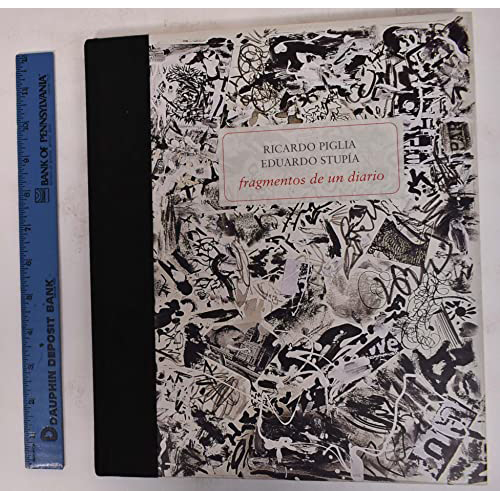 RICARDO PIGLIA
EDUARDO STUPÍA
fragmentos de un diario
BANK OF PENNSYLVANIA
DAUPHIN DEPOSIT BANK